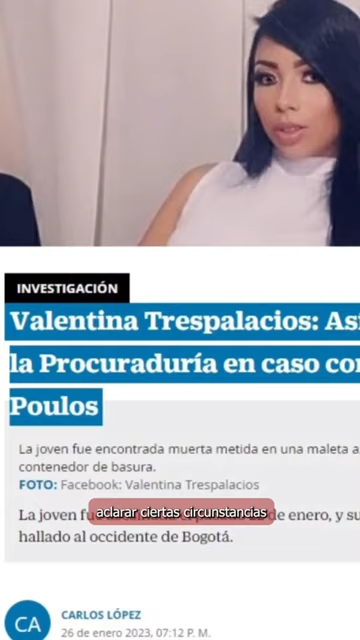 INVESTIGACIÓN
Valentina Trespalacios: Así
la Procuraduría en caso co
Poulos
La joven fue encontrada muerta metida en una maleta a
contenedor de basura.
FOTO: Facebook: Valentina Trespalacios
aclarar ciertas circunstancias
La joven fu de enero, y su
hallado al occidente de Bogotá.
CA
CARLOS LÓPEZ
26 de enero 2023, 07:12 P. M.